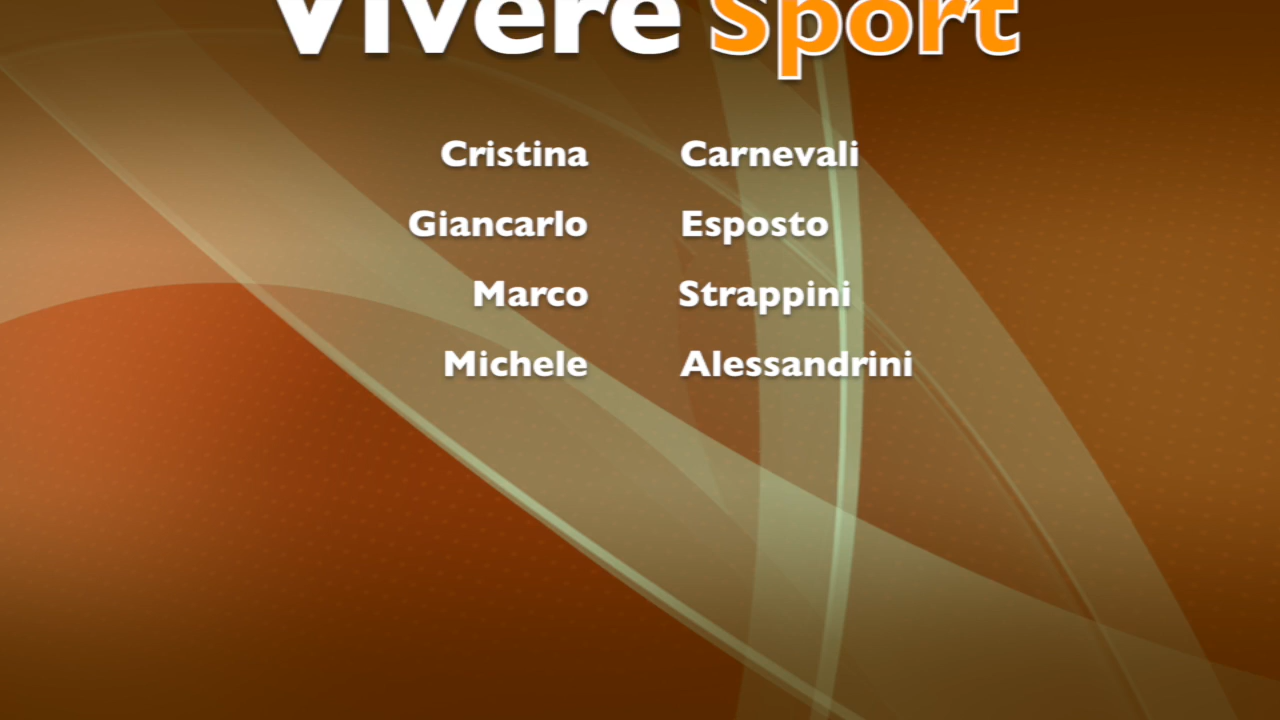 Vivere Sport
Cristina Carnevali
Giancarlo Esposto
Marco Strappini
Michele Alessandrini